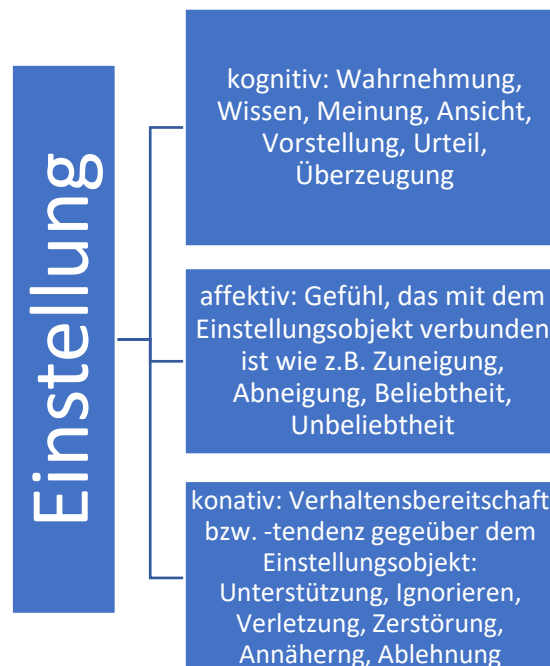 Einstellung
kognitiv: Wahrnehmung,
Wissen, Meinung, Ansicht,
Vorstellung, Urteil,
Überzeugung
affektiv: Gefühl, das mit dem
Einstellungsobjekt verbunden
ist wie z.B. Zuneigung,
Abneigung, Beliebtheit,
Unbeliebtheit
konativ: Verhaltensbereitschaft
bzw. -tendenz gegeüber dem
Einstellungsobjekt:
Unterstützung, Ignorieren,
Verletzung, Zerstörung,
Annäherng, Ablehnung